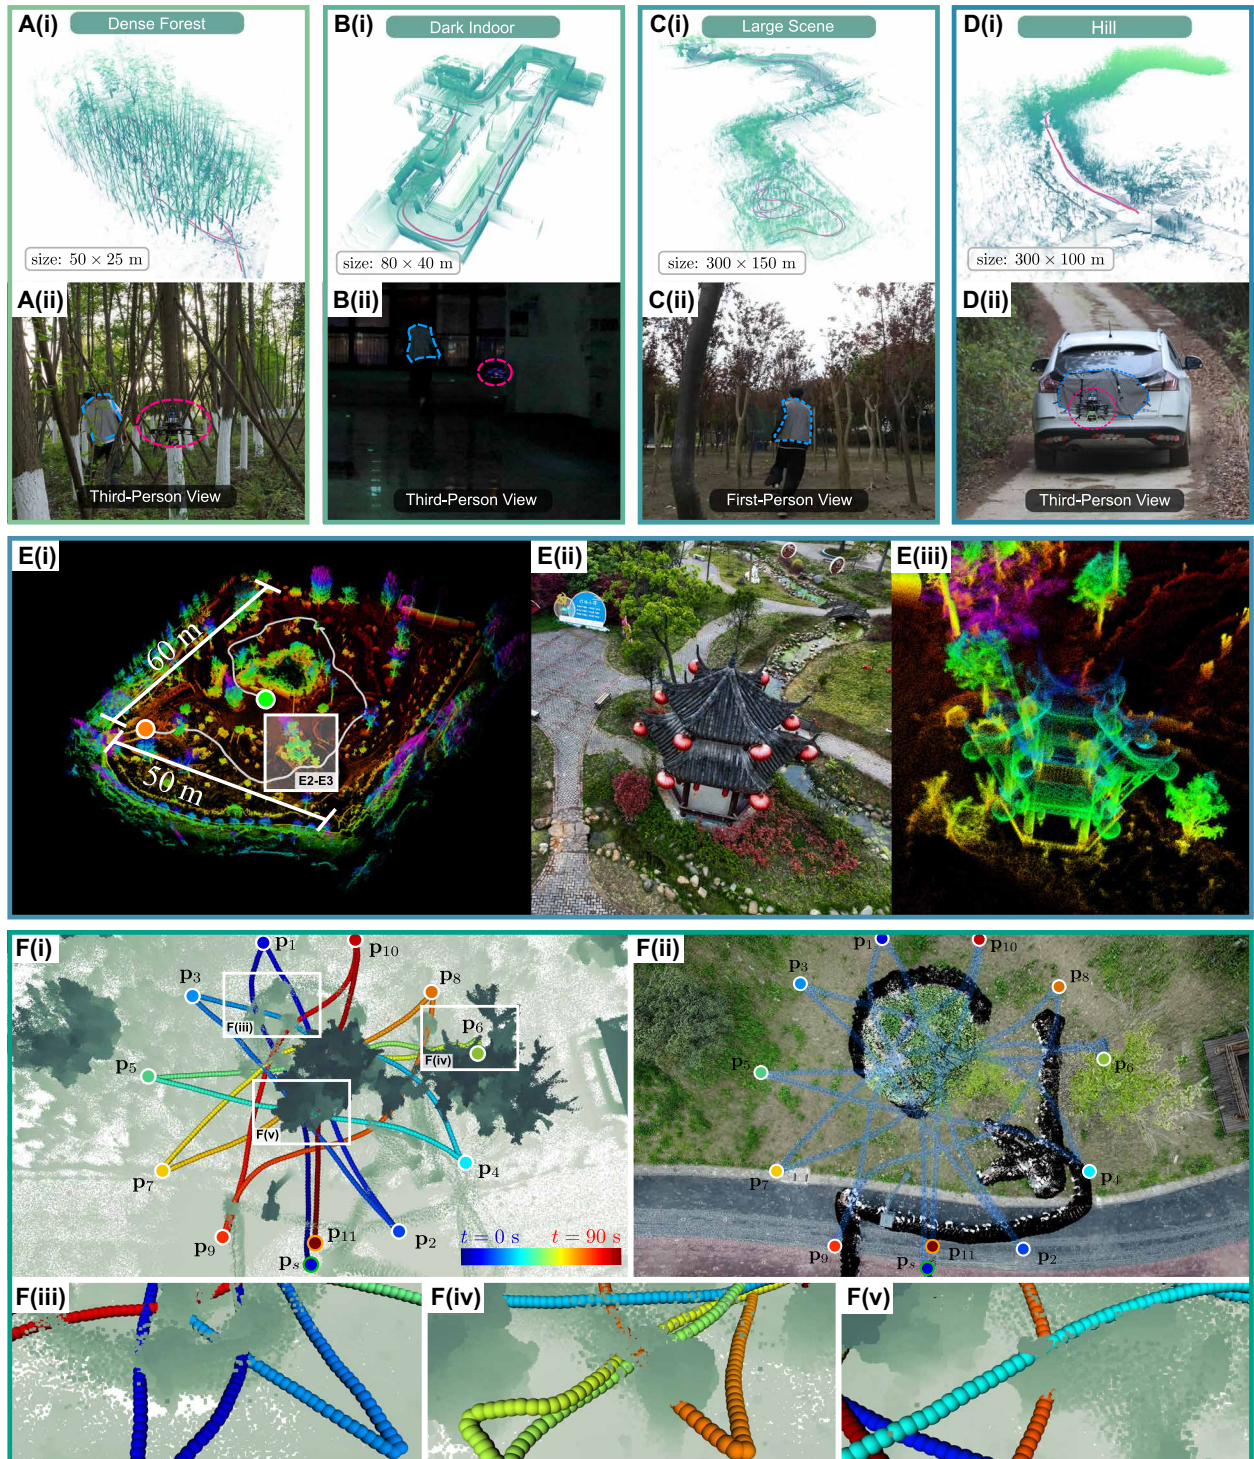 A(i)
Dense Forest
size: 50 × 25 m
B(i)
Dark Indoor
size: 80 × 40 m
C(i)
Large Scene
size: 300 × 150 m
D(i)
Hill
size: 300 × 100 m
A(ii)
Third-Person View
B(ii)
Third-Person View
C(ii)
First-Person View
D(ii)
Third-Person View
E(i)
60 m
50 m
E2-E3
E(ii)
E(iii)
F(i)
p1
p10
p3
p8
F(iii)
p6
F(iv)
p5
F(v)
p7
p4
p9
p11
p2
ps
t = 0 s
t = 90 s
F(ii)
p1
p10
p3
p8
p5
p6
p7
p4
p9
p11
p2
ps
F(iii)
F(iv)
F(v)